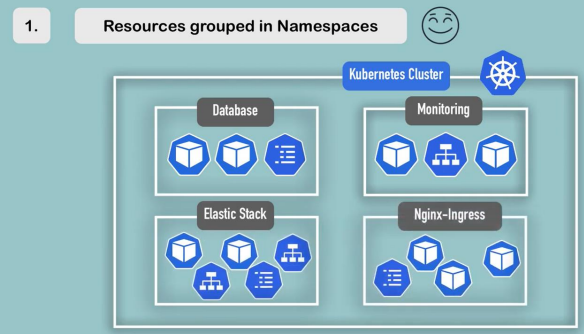 1.
Resources grouped in Namespaces
Kubernetes Cluster
Database
Monitoring
Elastic Stack
Nginx-Ingress